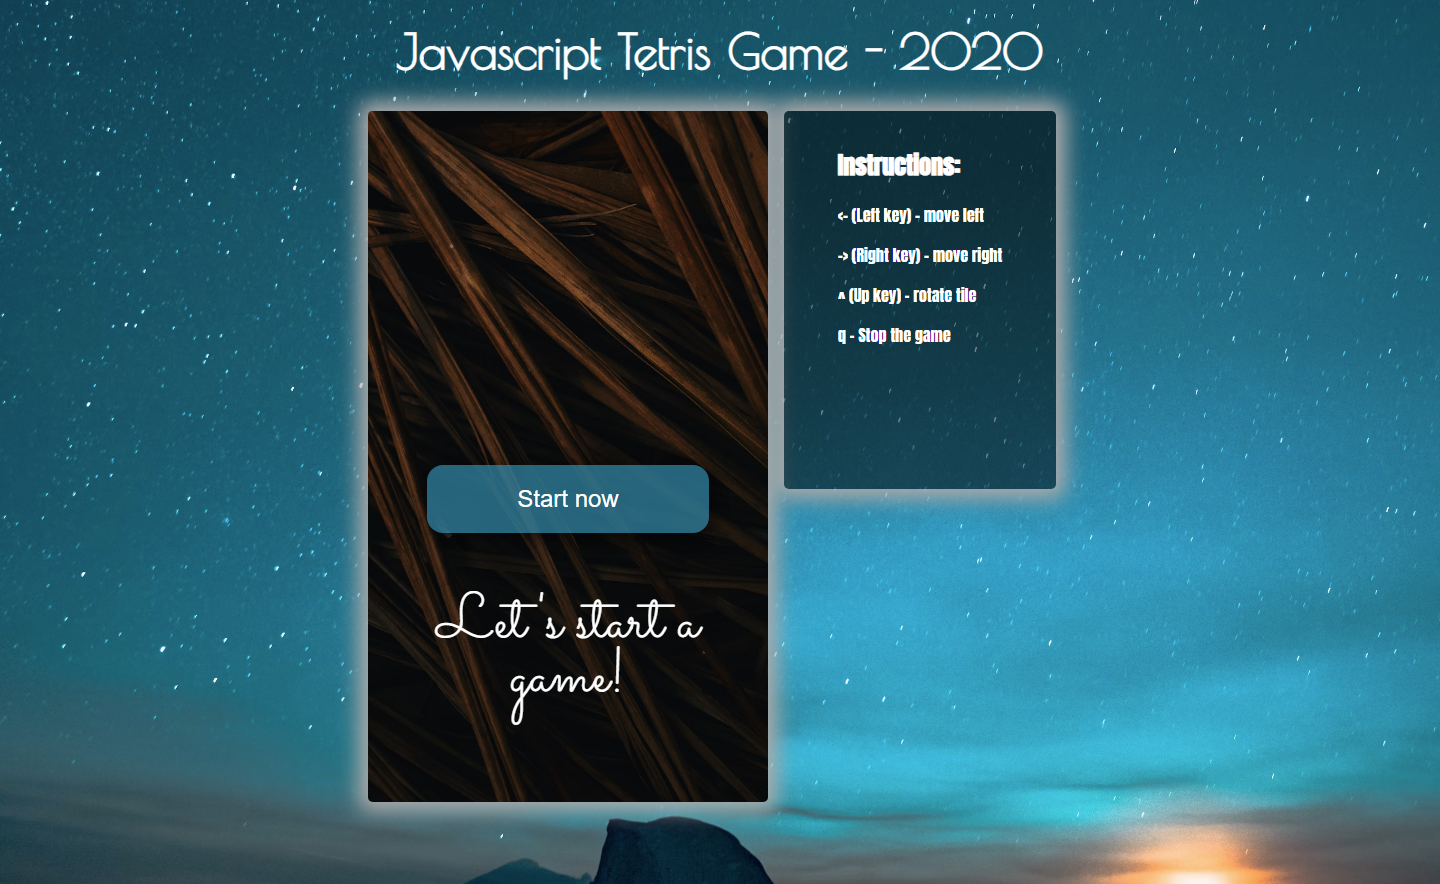 Javascript Tetris Game - 2020
Instructions:
<- (Left key) - move left
-> (Right key) - move right
^ (Up key) - rotate tile
q - Stop the game
Start now
Let's start a
game!